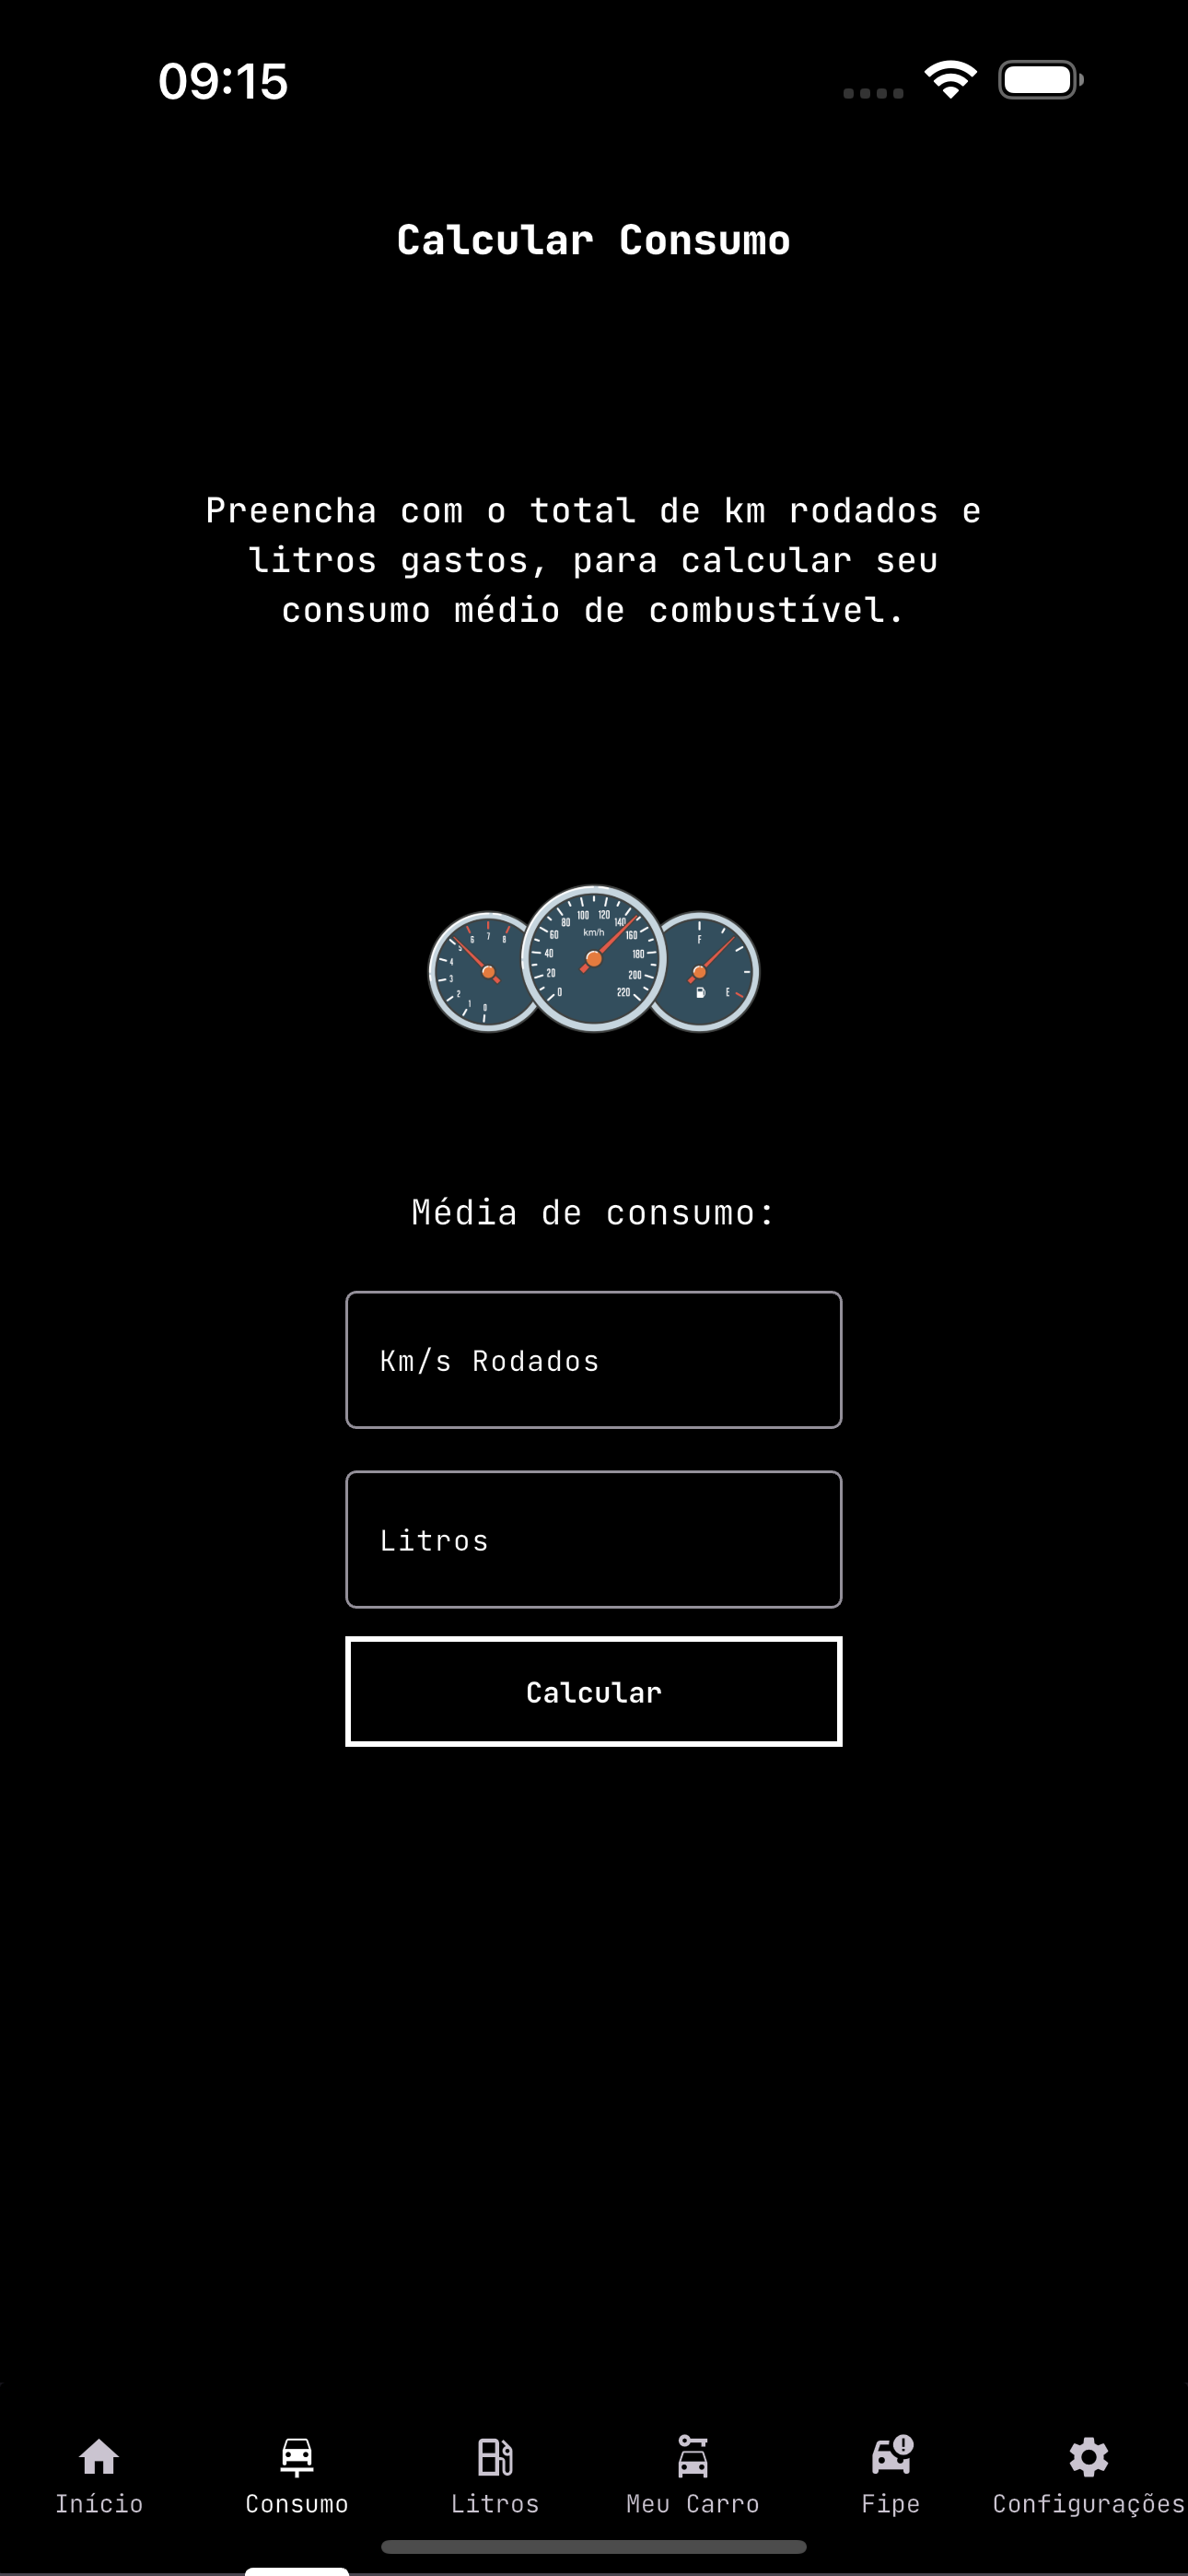 09:15
Calcular Consumo
Preencha com o total de km rodados e
litros gastos, para calcular seu
consumo médio de combustível.
5 6 7 8
4
3
2
1 0
80 100 120 140
60 km/h 160
40 180
20 200
0 220
F
E
Média de consumo:
Km/s Rodados
Litros
Calcular
Início Consumo Litros Meu Carro Fipe Configurações